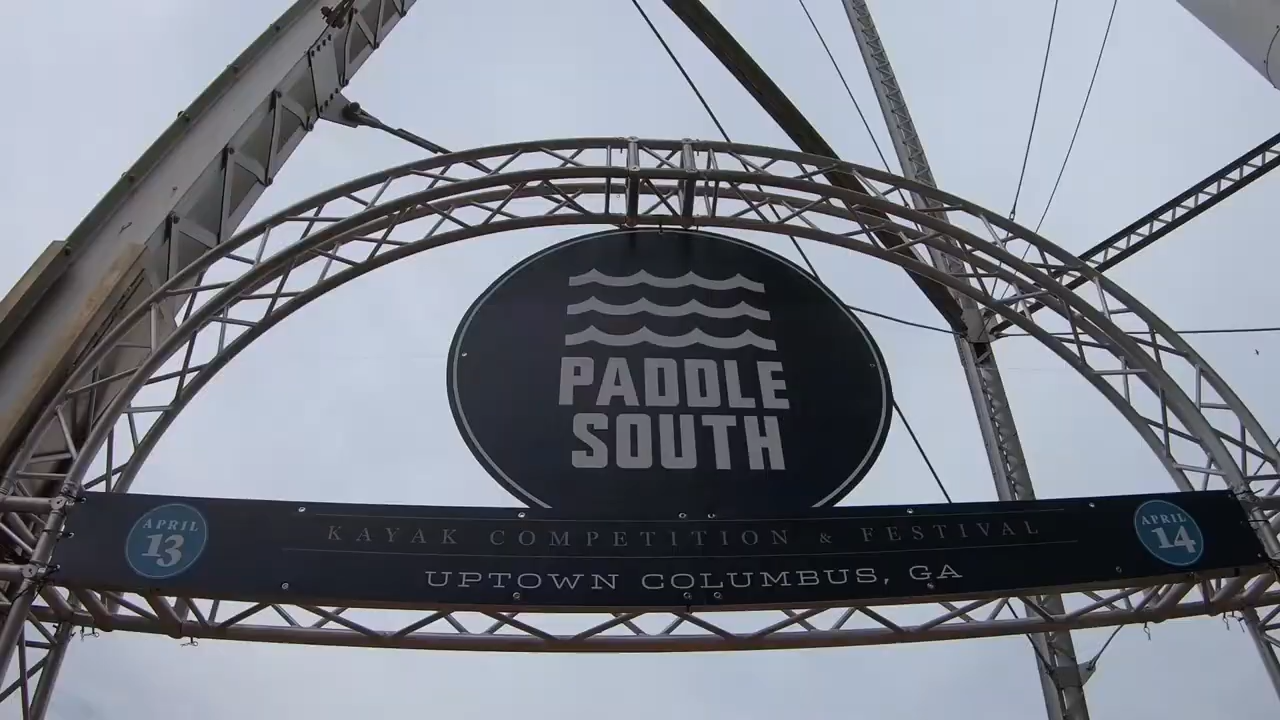 PADDLE
SOUTH
APRIL
13
KAYAK COMPETITION & FESTIVAL
UPTOWN COLUMBUS, GA
APRIL
14